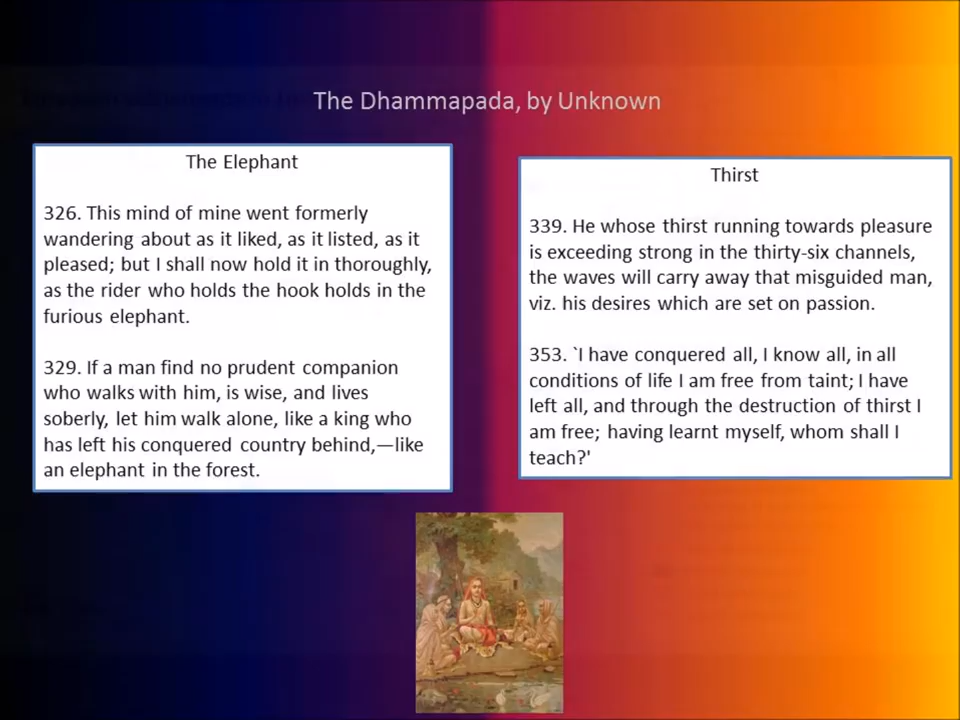 The Dhammapada, by Unknown
The Elephant
326. This mind of mine went formerly
wandering about as it liked, as it listed, as it
pleased; but I shall now hold it in thoroughly,
as the rider who holds the hook holds in the
furious elephant.
329. If a man find no prudent companion
who walks with him, is wise, and lives
soberly, let him walk alone, like a king who
has left his conquered country behind,—like
an elephant in the forest.
Thirst
339. He whose thirst running towards pleasure
is exceeding strong in the thirty-six channels,
the waves will carry away that misguided man,
viz. his desires which are set on passion.
353. `I have conquered all, I know all, in all
conditions of life I am free from taint; I have
left all, and through the destruction of thirst I
am free; having learnt myself, whom shall I
teach?'